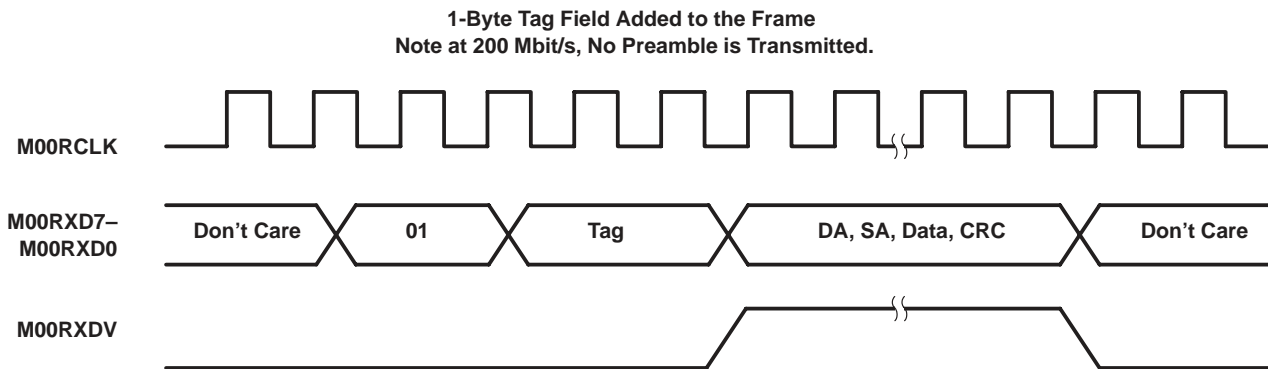 1-Byte Tag Field Added to the Frame
Note at 200 Mbit/s, No Preamble is Transmitted.
M00RCLK
M00RXD7–
M00RXD0
Don't Care 01 Tag DA, SA, Data, CRC Don't Care
M00RXDV